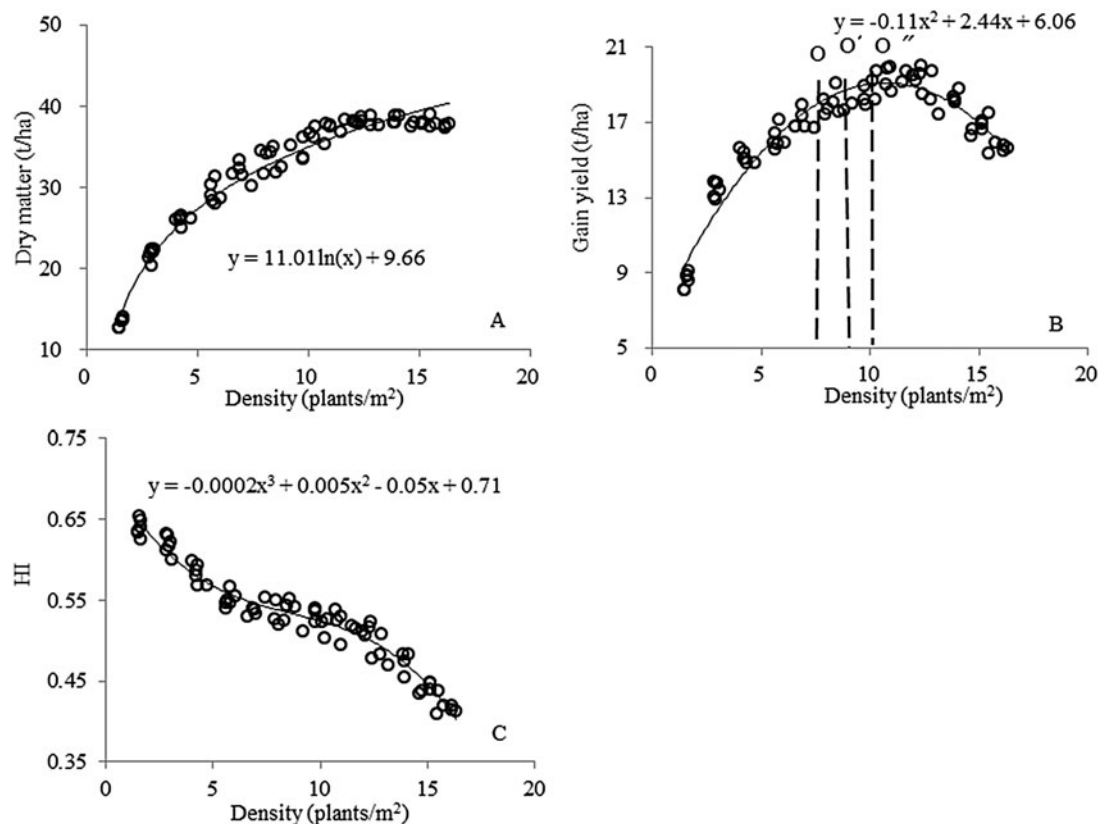 50
40
30
20
10
Dry matter (t/ha)
y = 11.01ln(x) + 9.66
A
0
5
10
15
20
Density (plants/m²)
y = -0.11x² + 2.44x + 6.06
O
O′
O″
21
17
13
9
5
Gain yield (t/ha)
B
0
5
10
15
20
Density (plants/m²)
0.75
0.65
0.55
0.45
0.35
HI
y = -0.0002x³ + 0.005x² - 0.05x + 0.71
C
0
5
10
15
20
Density (plants/m²)